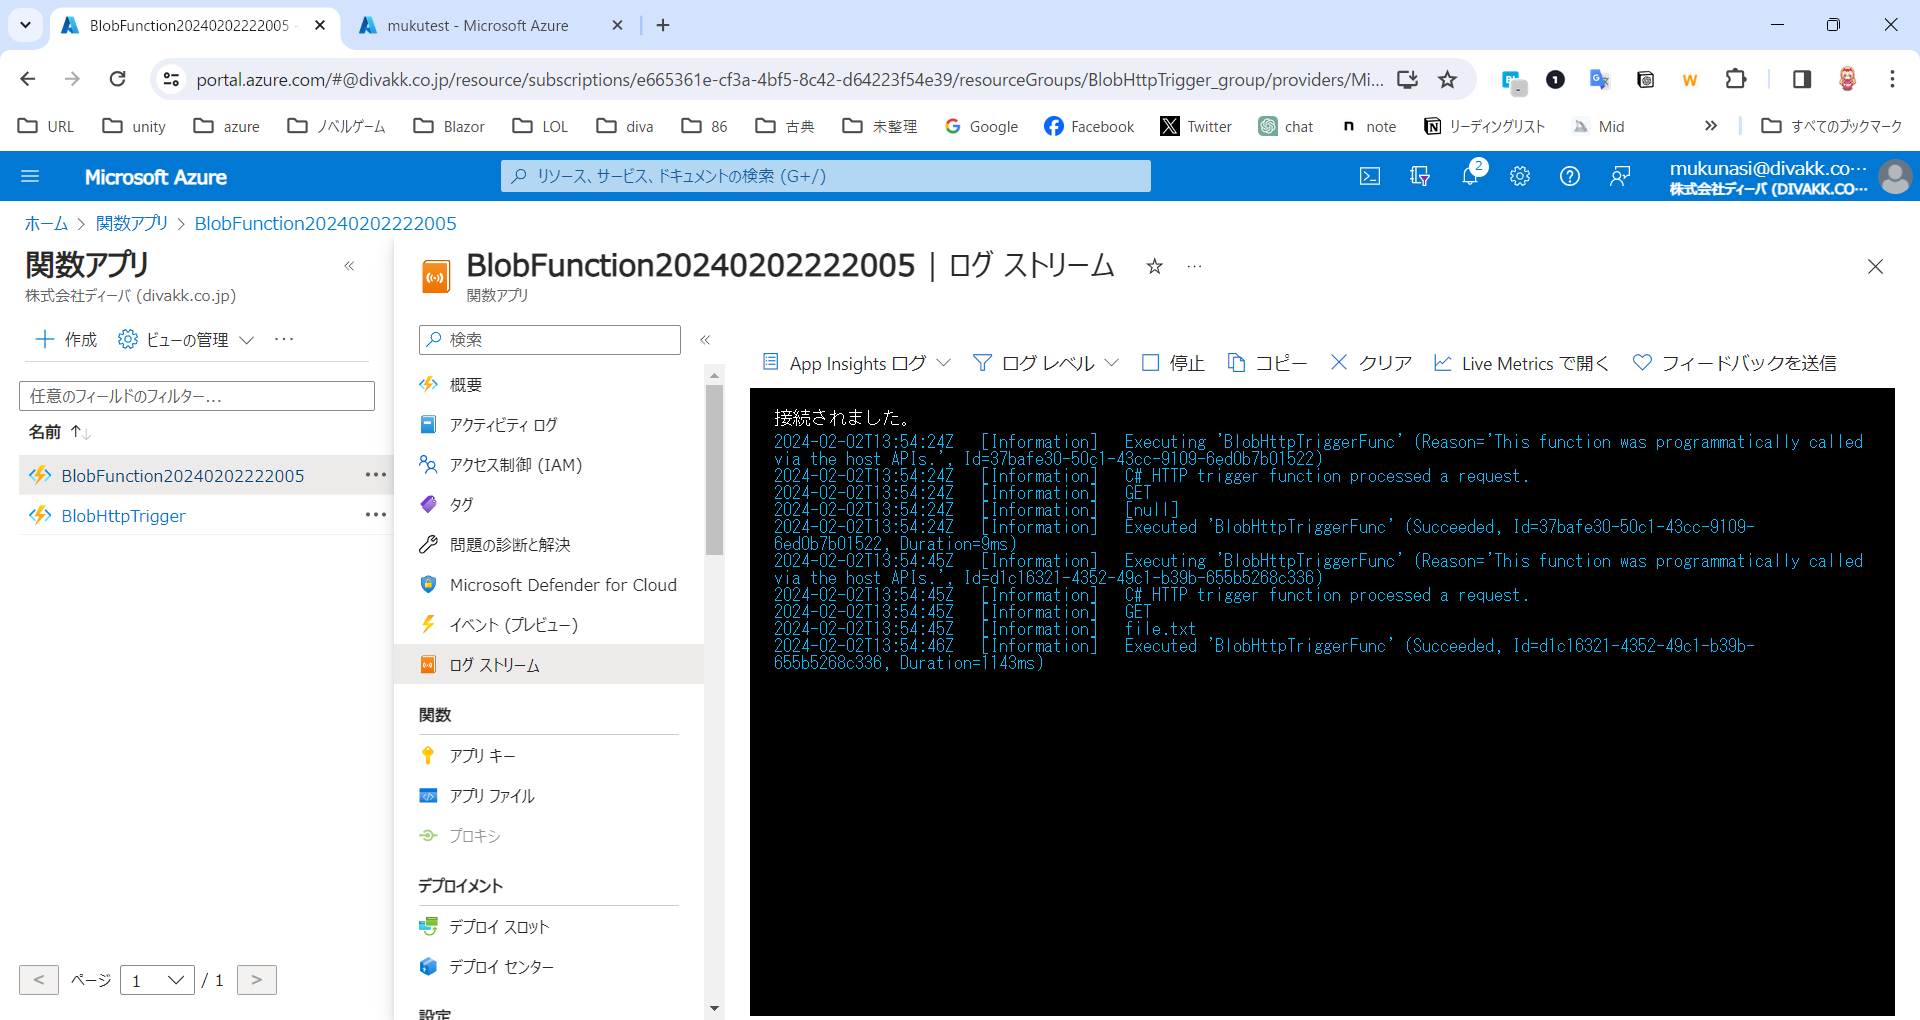 BlobFunction20240202222005 -
mukutest - Microsoft Azure
portal.azure.com/#@divakk.co.jp/resource/subscriptions/e665361e-cf3a-4bf5-8c42-d64223f54e39/resourceGroups/BlobHttpTrigger_group/providers/Mi...
URL unity azure ノベルゲーム Blazor LOL diva 86 古典 未整理 Google Facebook Twitter chat note リーディングリスト Mid すべてのブックマーク
Microsoft Azure
リソース、サービス、ドキュメントの検索 (G+/)
2
mukunasi@divakk.co…
株式会社ディーバ (DIVAKK.CO…
ホーム > 関数アプリ > BlobFunction20240202222005
関数アプリ
株式会社ディーバ (divakk.co.jp)
作成 ビューの管理
任意のフィールドのフィルター...
名前
BlobFunction20240202222005
BlobHttpTrigger
< ページ 1 / 1 >
BlobFunction20240202222005 | ログ ストリーム
関数アプリ
検索
概要
アクティビティ ログ
アクセス制御 (IAM)
タグ
問題の診断と解決
Microsoft Defender for Cloud
イベント (プレビュー)
ログ ストリーム
関数
アプリ キー
アプリ ファイル
プロキシ
デプロイメント
デプロイ スロット
デプロイ センター
設定
App Insights ログ ログ レベル 停止 コピー クリア Live Metrics で開く フィードバックを送信
接続されました。
2024-02-02T13:54:24Z [Information] Executing 'BlobHttpTriggerFunc' (Reason='This function was programmatically called
via the host APIs.', Id=37bafe30-50c1-43cc-9109-6ed0b7b01522)
2024-02-02T13:54:24Z [Information] C# HTTP trigger function processed a request.
2024-02-02T13:54:24Z [Information] GET
2024-02-02T13:54:24Z [Information] [null]
2024-02-02T13:54:24Z [Information] Executed 'BlobHttpTriggerFunc' (Succeeded, Id=37bafe30-50c1-43cc-9109-
6ed0b7b01522, Duration=9ms)
2024-02-02T13:54:45Z [Information] Executing 'BlobHttpTriggerFunc' (Reason='This function was programmatically called
via the host APIs.', Id=d1c16321-4352-49c1-b39b-655b5268c336)
2024-02-02T13:54:45Z [Information] C# HTTP trigger function processed a request.
2024-02-02T13:54:45Z [Information] GET
2024-02-02T13:54:45Z [Information] file.txt
2024-02-02T13:54:46Z [Information] Executed 'BlobHttpTriggerFunc' (Succeeded, Id=d1c16321-4352-49c1-b39b-
655b5268c336, Duration=1143ms)